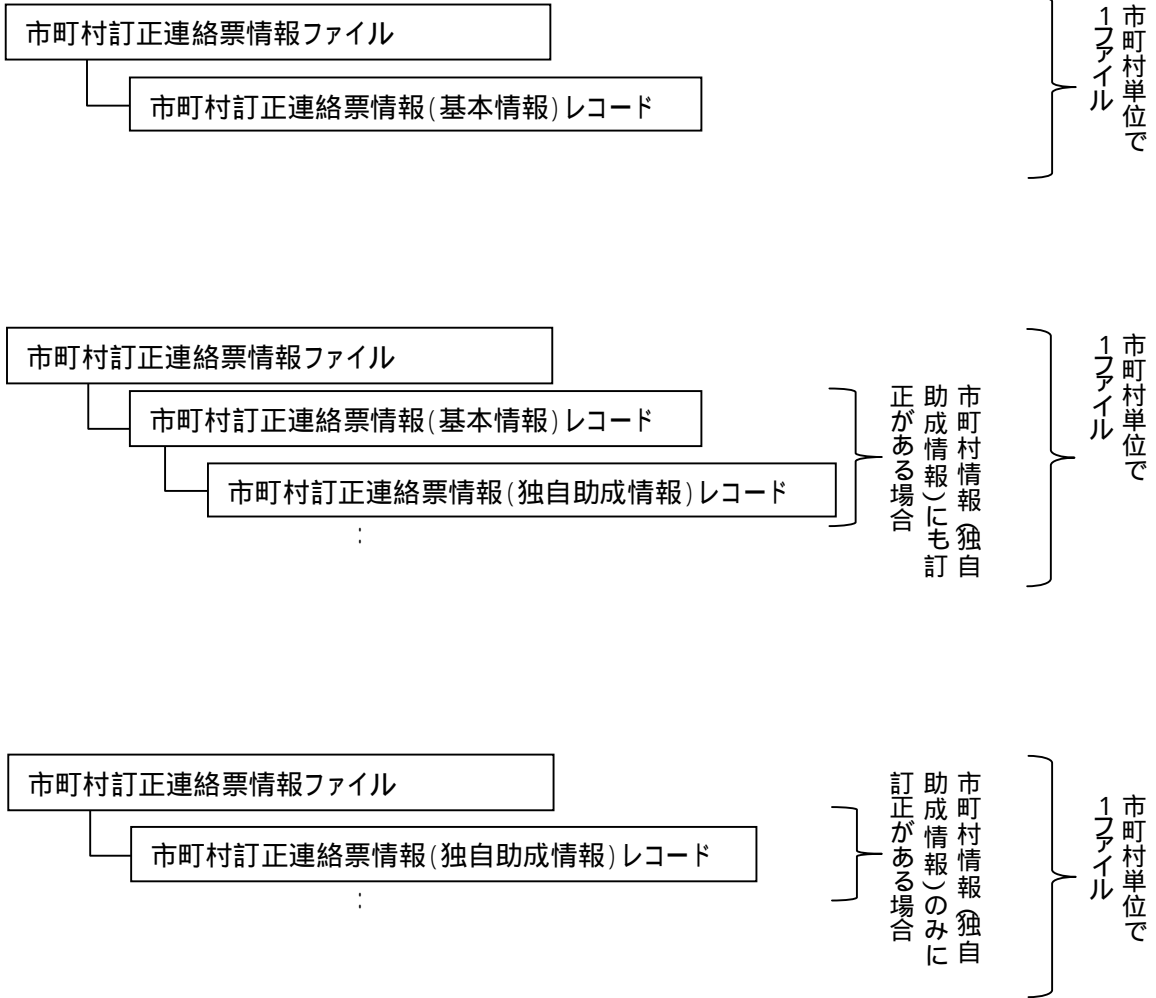 市町村訂正連絡票情報ファイル
市町村訂正連絡票情報(基本情報)レコード
市町村単位で
1ファイル
市町村訂正連絡票情報ファイル
市町村訂正連絡票情報(基本情報)レコード
市町村訂正連絡票情報(独自助成情報)レコード
:
市町村情報(独自
助成情報)にも訂
正がある場合
市町村単位で
1ファイル
市町村訂正連絡票情報ファイル
市町村訂正連絡票情報(独自助成情報)レコード
:
市町村情報(独自
助成情報)のみに
訂正がある場合
市町村単位で
1ファイル